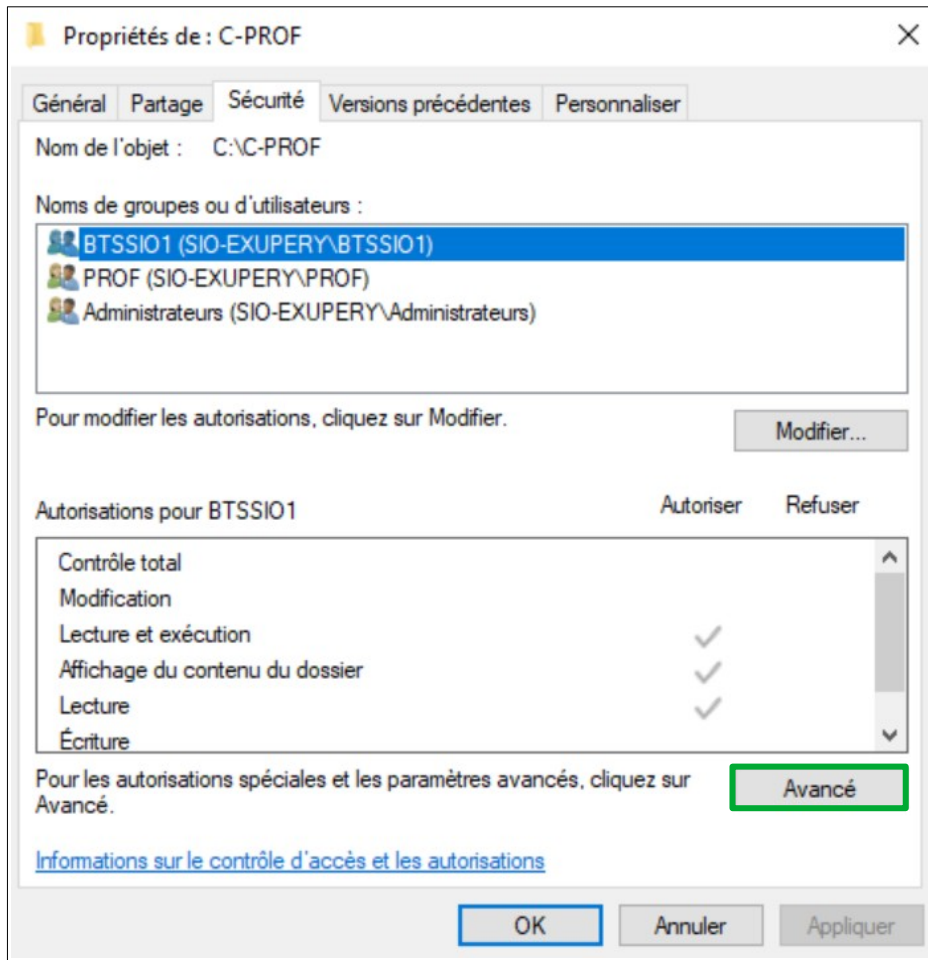 Propriétés de : C-PROF
Général Partage Sécurité Versions précédentes Personnaliser
Nom de l'objet : C:\C-PROF
Noms de groupes ou d'utilisateurs :
BTSSIO1 (SIO-EXUPERY\BTSSIO1)
PROF (SIO-EXUPERY\PROF)
Administrateurs (SIO-EXUPERY\Administrateurs)
Pour modifier les autorisations, cliquez sur Modifier.
Modifier...
Autorisations pour BTSSIO1 Autoriser Refuser
Contrôle total
Modification
Lecture et exécution
Affichage du contenu du dossier
Lecture
Écriture
Pour les autorisations spéciales et les paramètres avancés, cliquez sur
Avancé.
Avancé
Informations sur le contrôle d'accès et les autorisations
OK Annuler Appliquer